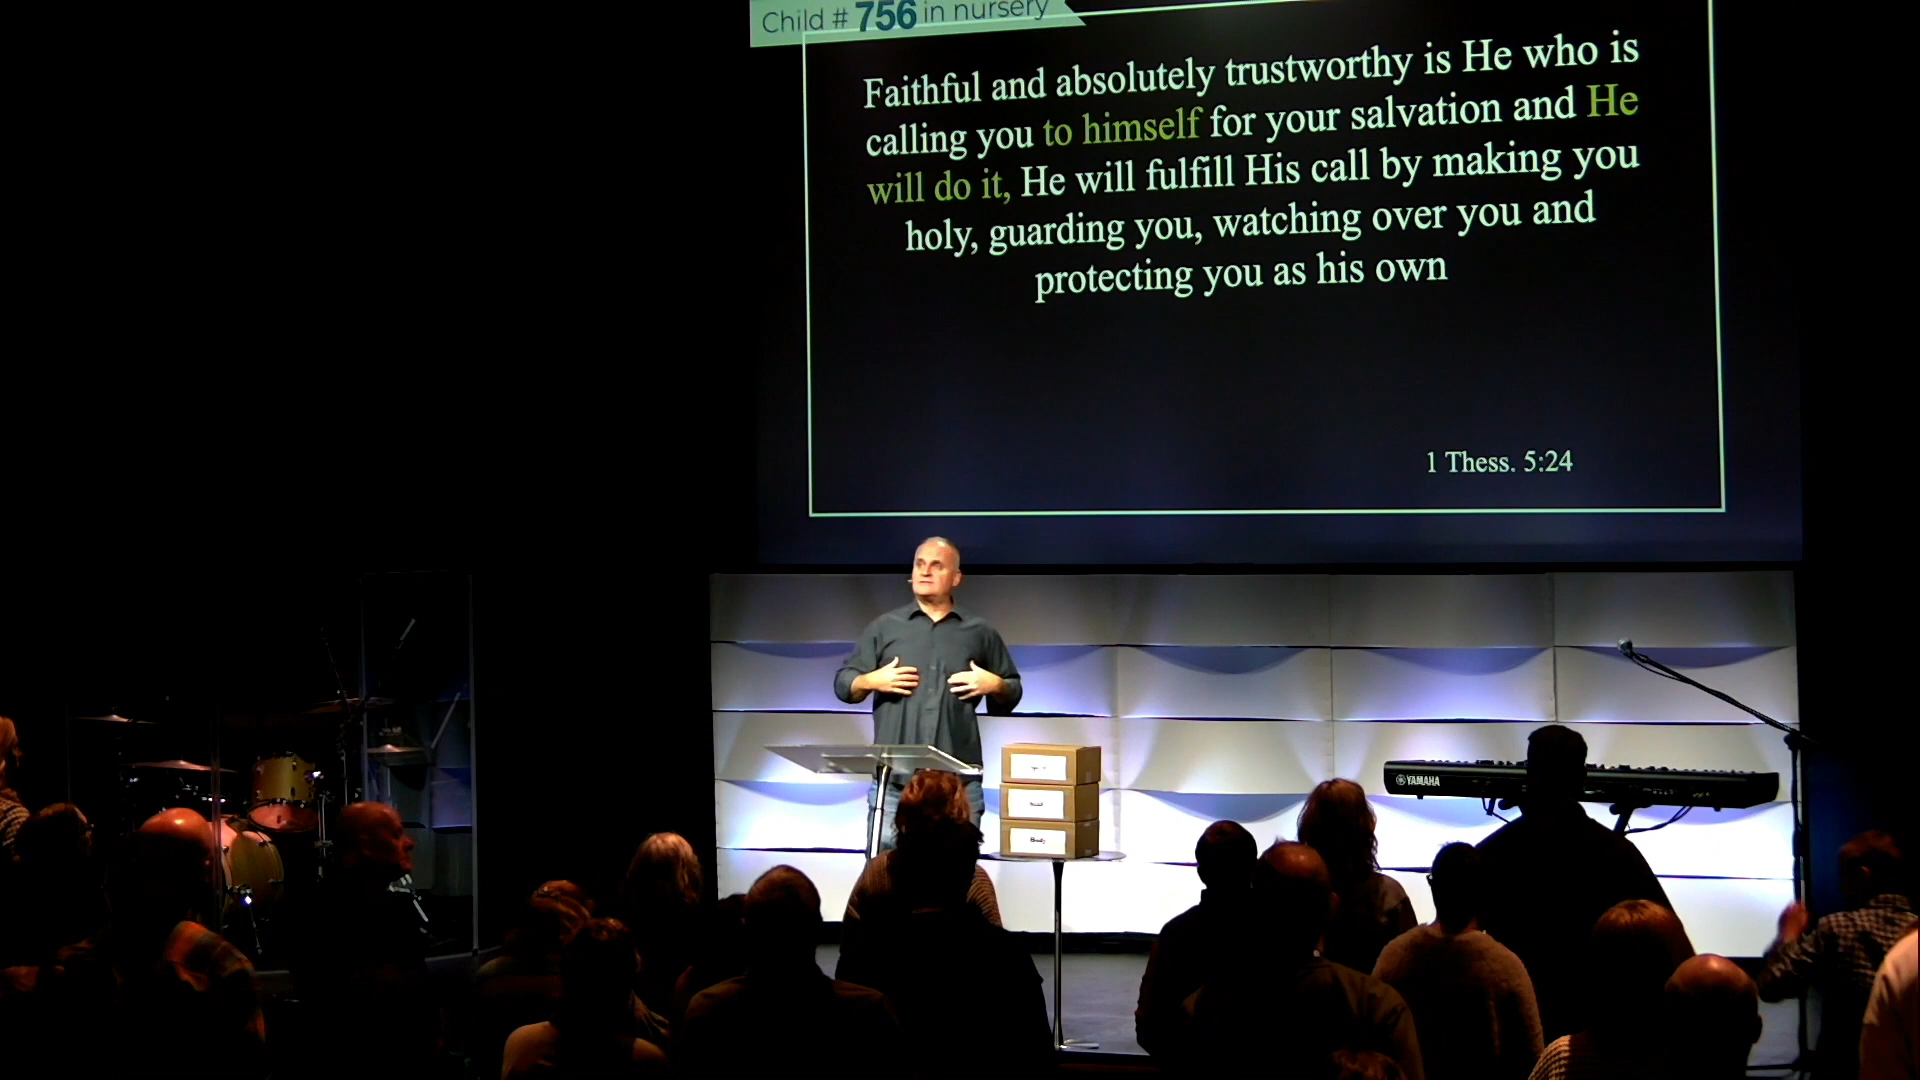 Child # 756 in nursery
Faithful and absolutely trustworthy is He who is
calling you to himself for your salvation and He
will do it, He will fulfill His call by making you
holy, guarding you, watching over you and
protecting you as his own
1 Thess. 5:24
YAMAHA